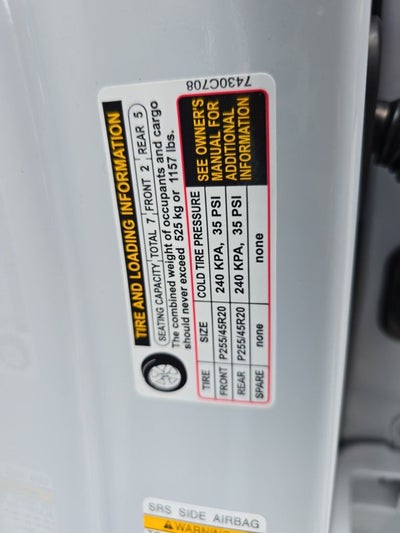 7430C708
TIRE AND LOADING INFORMATION
SEATING CAPACITY TOTAL 7 FRONT 2 REAR 5
The combined weight of occupants and cargo
should never exceed 525 kg or 1157 lbs.
TIRE SIZE COLD TIRE PRESSURE
FRONT P255/45R20 240 KPA, 35 PSI
REAR P255/45R20 240 KPA, 35 PSI
SPARE none none
SEE OWNER'S
MANUAL FOR
ADDITIONAL
INFORMATION
SRS SIDE AIRBAG
WARNING